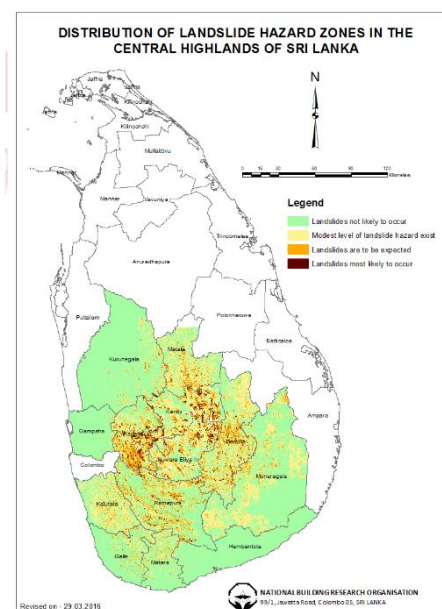 DISTRIBUTION OF LANDSLIDE HAZARD ZONES IN THE
CENTRAL HIGHLANDS OF SRI LANKA
N
Jaffna
Kilinochchi
Kilinochchi
Mullaitivu
Mannar
Mannar
Vavuniya
Trincomalee
Anuradhapura
Puttalam
Polonnaruwa
Batticaloa
Kurunegala
Matale
Ampara
Kandy
Gampaha
Badulla
Colombo
Nuwara Eliya
Moneragala
Kalutara
Ratnapura
Hambantota
Galle
Matara
Kilometers
Legend
Landslides not likely to occur
Modest level of landslide hazard exist
Landslides are to be expected
Landslides most likely to occur
NATIONAL BUILDING RESEARCH ORGANISATION
99/1, Jawatta Road, Colombo 05, SRI LANKA
Revised on - 29.03.2016